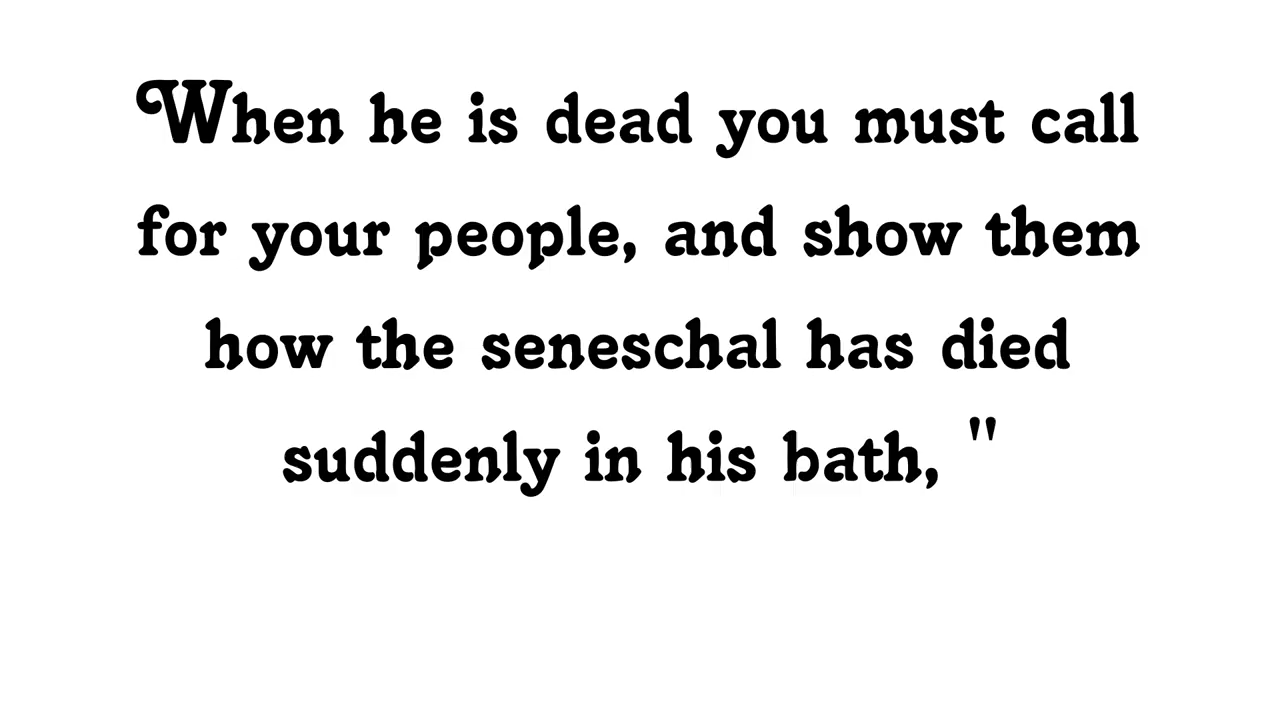 When he is dead you must call
for your people, and show them
how the seneschal has died
suddenly in his bath, "